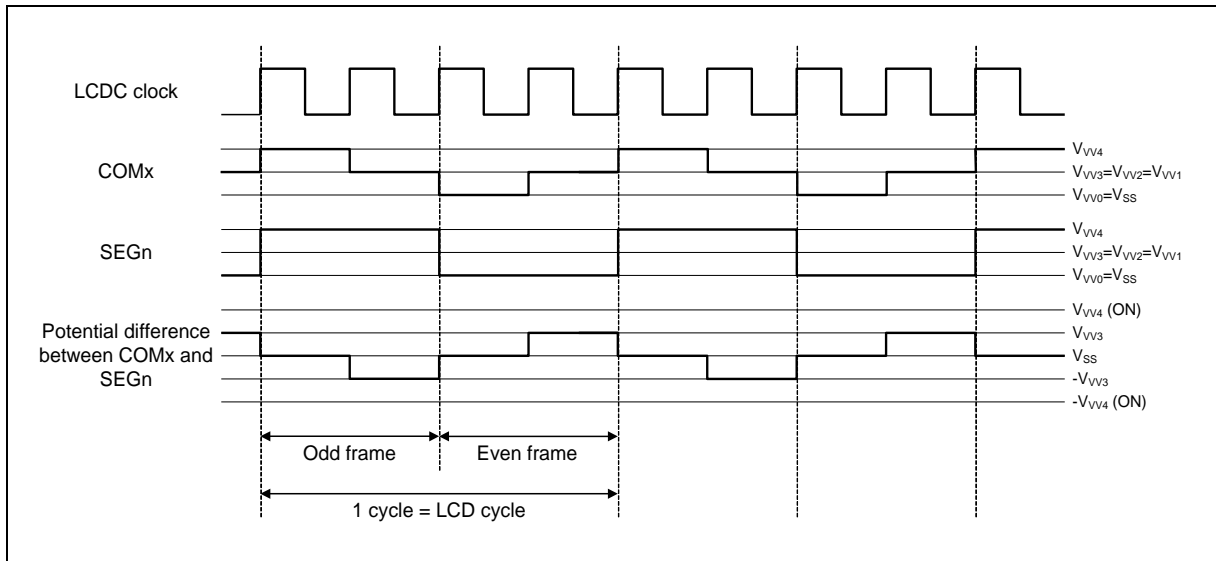 LCDC clock
COMx
V_VV4
V_VV3=V_VV2=V_VV1
V_VV0=V_SS
SEGn
V_VV4
V_VV3=V_VV2=V_VV1
V_VV0=V_SS
Potential difference
between COMx and
SEGn
V_VV4 (ON)
V_VV3
V_SS
-V_VV3
-V_VV4 (ON)
Odd frame
Even frame
1 cycle = LCD cycle